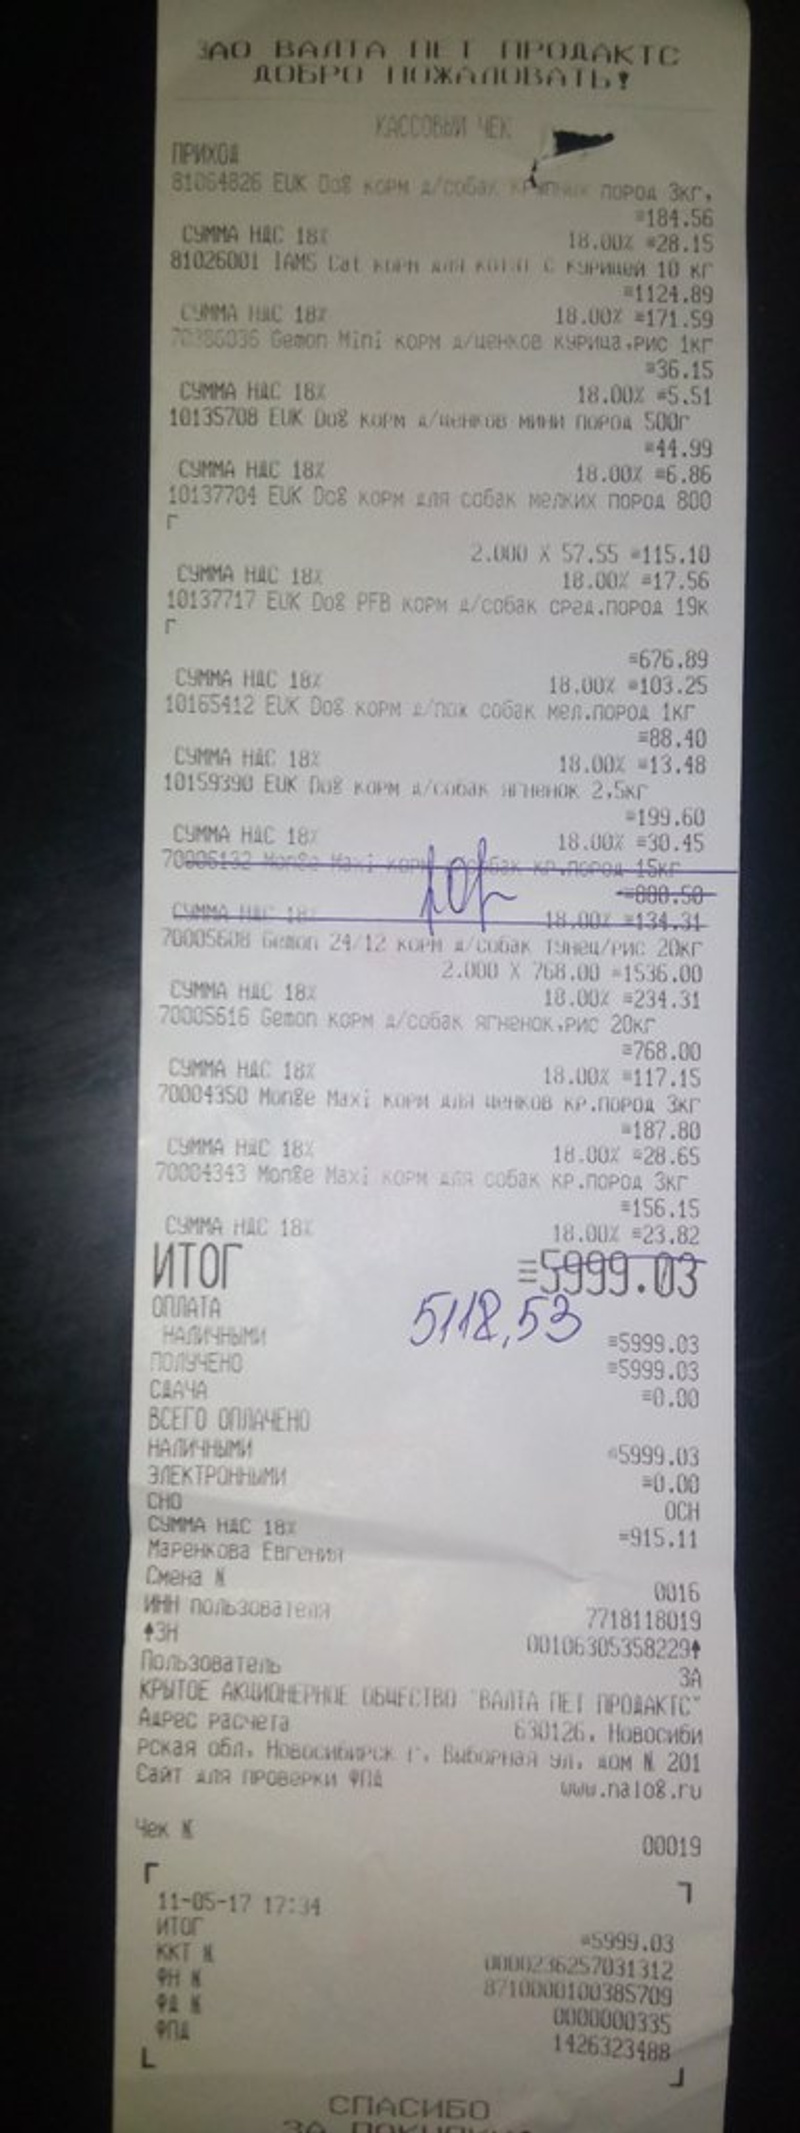 ЗАО ВАЛТА ПЕТ ПРОДАКТС
ДОБРО ПОЖАЛОВАТЬ!
КАССОВЫЙ ЧЕК
ПРИХОД
81064826 EUK Dog корм д/собак крупных пород 3кг,
≡184.56
СУММА НДС 18% 18.00% ≡28.15
81026001 IAMS Cat корм для котят с курицей 10 кг
≡1124.89
СУММА НДС 18% 18.00% ≡171.59
70386036 Gemon Mini корм д/щенков курица,рис 1кг
≡36.15
СУММА НДС 18% 18.00% ≡5.51
10135708 EUK Dog корм д/щенков мини пород 500г
≡44.99
СУММА НДС 18% 18.00% ≡6.86
10137704 EUK Dog корм для собак мелких пород 800
г
2.000 X 57.55 ≡115.10
СУММА НДС 18% 18.00% ≡17.56
10137717 EUK Dog PFB корм д/собак сред.пород 19к
г
≡676.89
СУММА НДС 18% 18.00% ≡103.25
10165412 EUK Dog корм д/пож собак мел.пород 1кг
≡88.40
СУММА НДС 18% 18.00% ≡13.48
10159390 EUK Dog корм д/собак ягненок 2,5кг
≡199.60
СУММА НДС 18% 18.00% ≡30.45
70006132 Monge Maxi корм д/собак кр.пород 15кг
≡880.50
СУММА НДС 18% 18.00% ≡134.31
70005608 Gemon 24/12 корм д/собак тунец/рис 20кг
2.000 X 768.00 ≡1536.00
СУММА НДС 18% 18.00% ≡234.31
70005616 Gemon корм д/собак ягненок,рис 20кг
≡768.00
СУММА НДС 18% 18.00% ≡117.15
70004350 Monge Maxi корм для щенков кр.пород 3кг
≡187.80
СУММА НДС 18% 18.00% ≡28.65
70004343 Monge Maxi корм для собак кр.пород 3кг
≡156.15
СУММА НДС 18% 18.00% ≡23.82
ИТОГ ≡5999.03
ОПЛАТА 5118,53
НАЛИЧНЫМИ ≡5999.03
ПОЛУЧЕНО ≡5999.03
СДАЧА ≡0.00
ВСЕГО ОПЛАЧЕНО
НАЛИЧНЫМИ ≡5999.03
ЭЛЕКТРОННЫМИ ≡0.00
СНО ОСН
СУММА НДС 18% ≡915.11
Маренкова Евгения
Смена № 0016
ИНН пользователя 7718118019
↑ЗН 00106305358229↑
Пользователь ЗА
КРЫТОЕ АКЦИОНЕРНОЕ ОБЩЕСТВО "ВАЛТА ПЕТ ПРОДАКТС"
Адрес расчета 630126, Новосиби
рская обл, Новосибирск г, Выборная ул, дом № 201
Сайт для проверки ФПД www.nalog.ru
Чек № 00019
11-05-17 17:34
ИТОГ ≡5999.03
ККТ № 0000236257031312
ФН № 8710000100385709
ФД № 0000000335
ФПД 1426323488
СПАСИБО
ЗА ПОКУПКУ